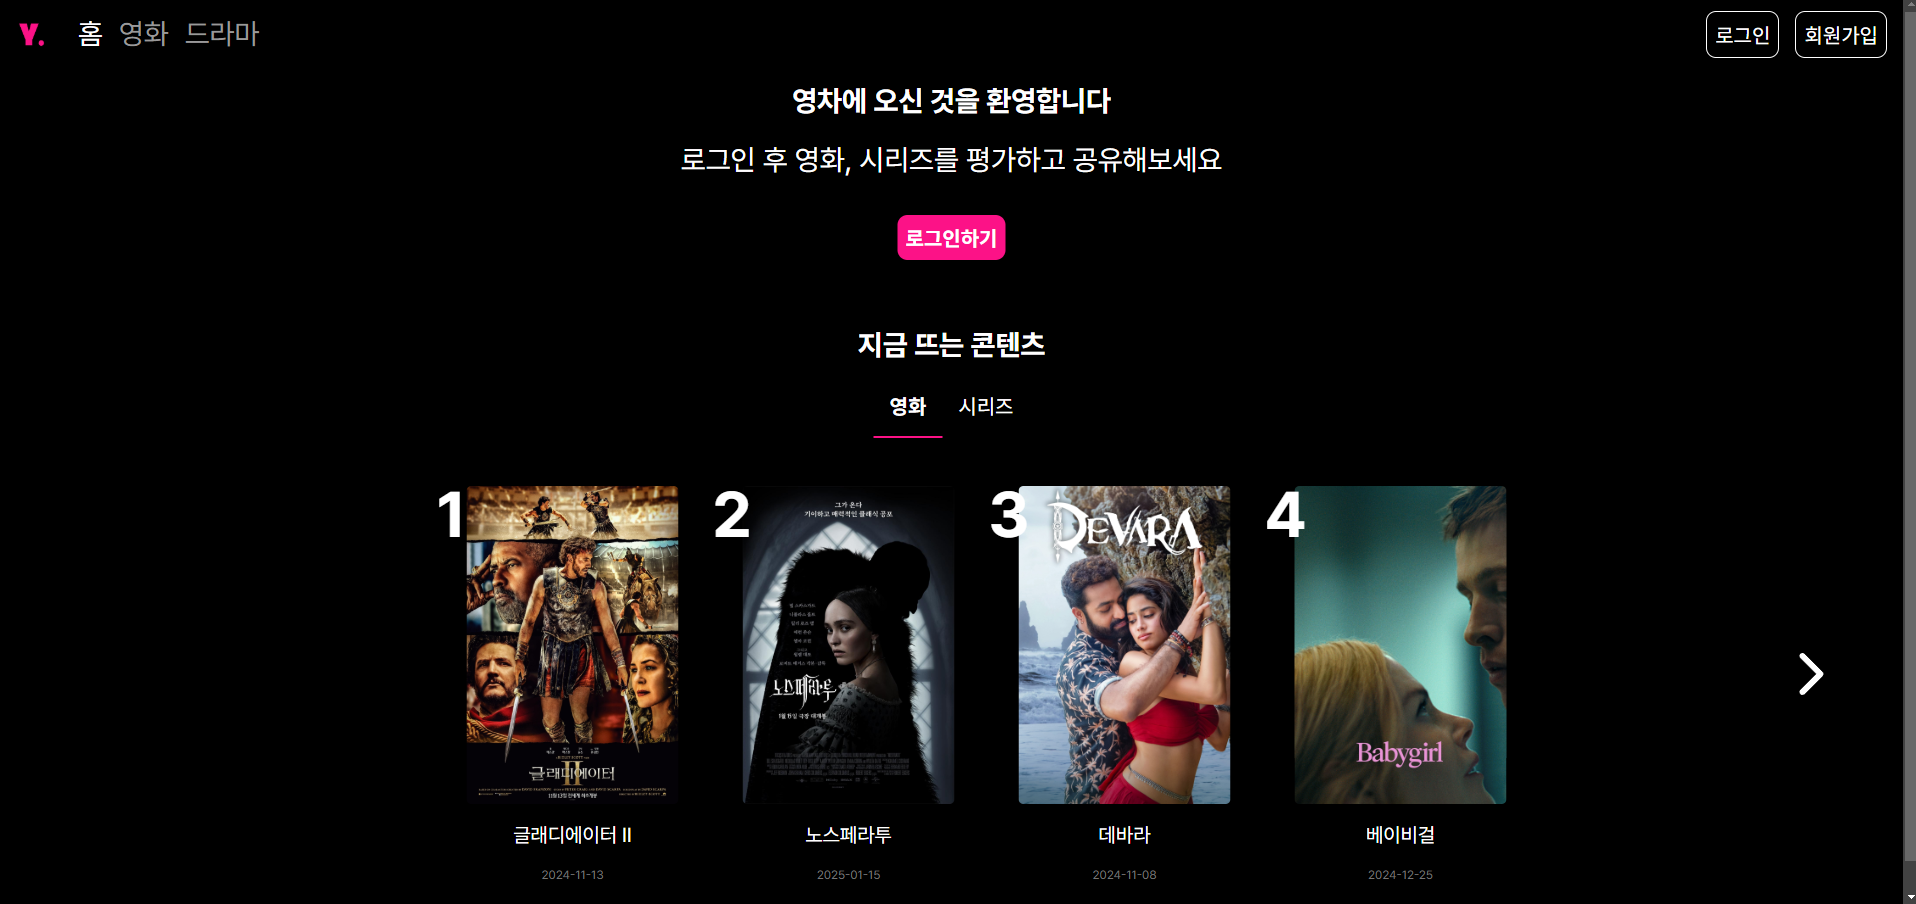 Y.
홈 영화 드라마
로그인 회원가입
영차에 오신 것을 환영합니다
로그인 후 영화, 시리즈를 평가하고 공유해보세요
로그인하기
지금 뜨는 콘텐츠
영화 시리즈
1
글래디에이터
II
글래디에이터 II
2024-11-13
2
그가 온다
기이하고 매력적인 클래식 공포
노스페라투
노스페라투
2025-01-15
3
DEVARA
데바라
2024-11-08
4
Babygirl
베이비걸
2024-12-25